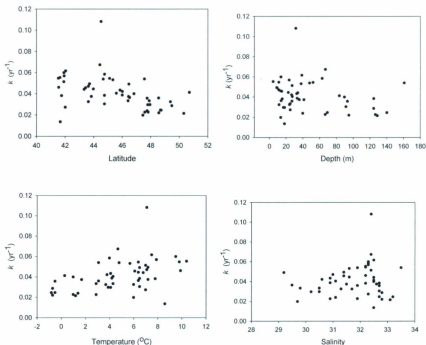 0.12 0.12
0.10 0.10
0.08 0.08
k (yr-1) k (yr-1)
0.06 0.06
0.04 0.04
0.02 0.02
0.00 0.00
40 42 44 46 48 50 52 -20 0 20 40 60 80 100 120 140 160 180
Latitude Depth (m)
0.12 0.12
0.10 0.10
0.08 0.08
k (yr-1) k (yr-1)
0.06 0.06
0.04 0.04
0.02 0.02
0.00 0.00
-2 0 2 4 6 8 10 12 28 29 30 31 32 33 34
Temperature (OC) Salinity